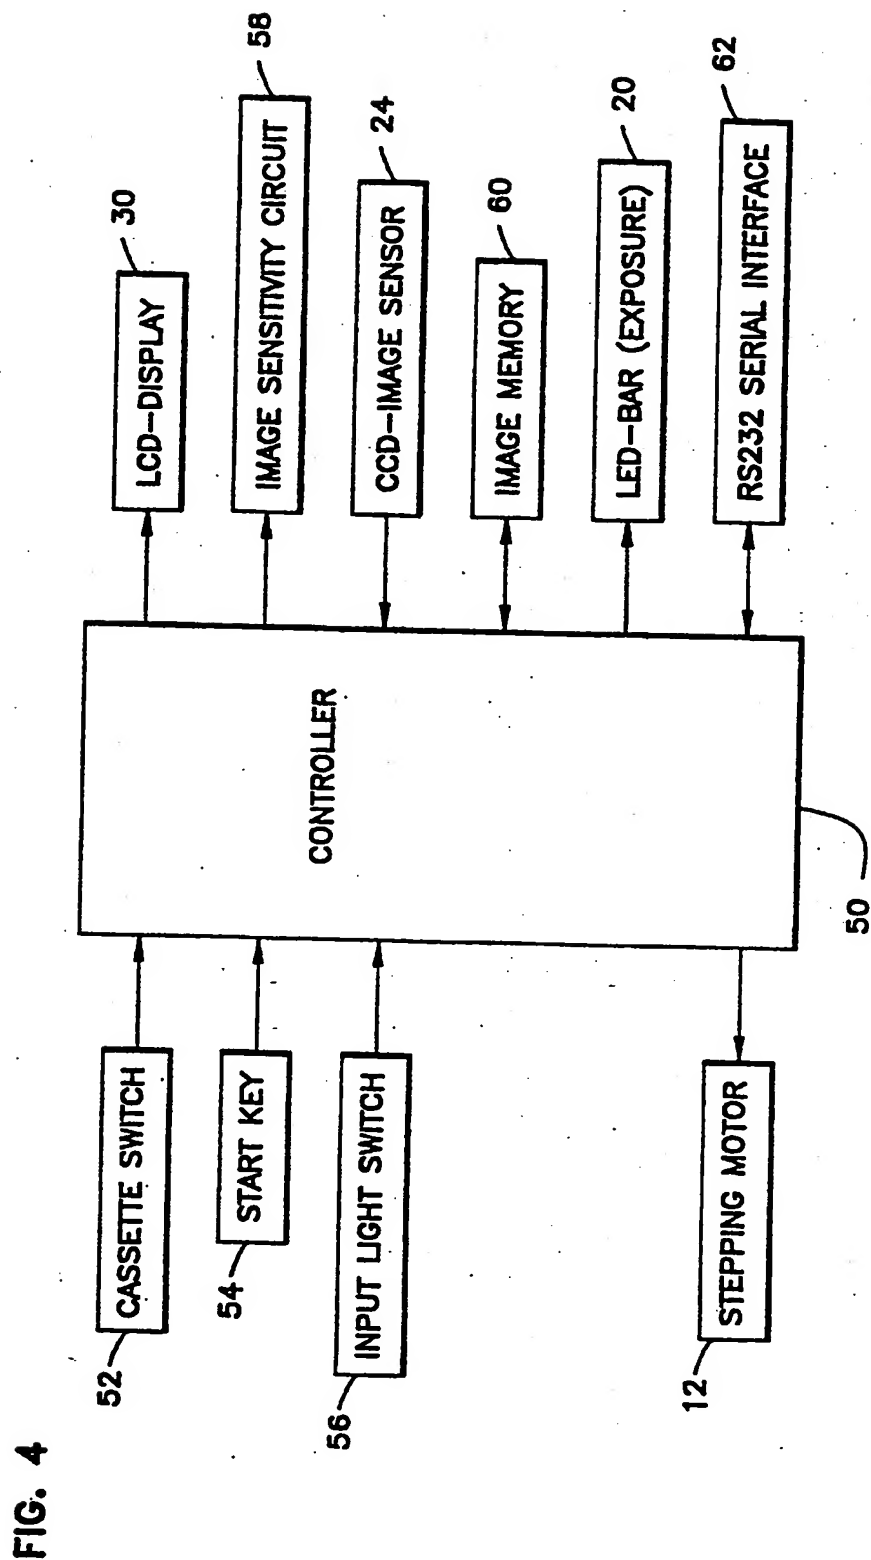 FIG. 4
52
CASSETTE SWITCH
54
START KEY
56
INPUT LIGHT SWITCH
12
STEPPING MOTOR
CONTROLLER
50
LCD-DISPLAY
30
IMAGE SENSITIVITY CIRCUIT
58
CCD-IMAGE SENSOR
24
IMAGE MEMORY
60
LED-BAR (EXPOSURE)
20
RS232 SERIAL INTERFACE
62